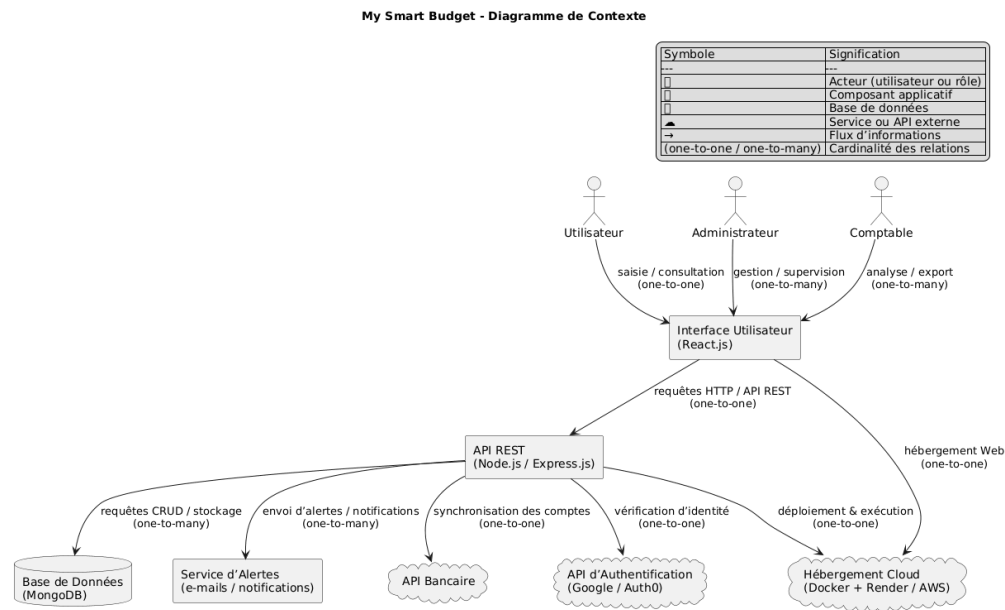 My Smart Budget - Diagramme de Contexte
Symbole Signification
--- ---
Acteur (utilisateur ou rôle)
Composant applicatif
Base de données
☁ Service ou API externe
→ Flux d’informations
(one-to-one / one-to-many) Cardinalité des relations
Utilisateur Administrateur Comptable
saisie / consultation
(one-to-one)
gestion / supervision
(one-to-many)
analyse / export
(one-to-many)
Interface Utilisateur
(React.js)
requêtes HTTP / API REST
(one-to-one)
API REST
(Node.js / Express.js)
hébergement Web
(one-to-one)
requêtes CRUD / stockage
(one-to-many)
envoi d’alertes / notifications
(one-to-many)
synchronisation des comptes
(one-to-one)
vérification d’identité
(one-to-one)
déploiement & exécution
(one-to-one)
Base de Données
(MongoDB)
Service d’Alertes
(e-mails / notifications)
API Bancaire
API d’Authentification
(Google / Auth0)
Hébergement Cloud
(Docker + Render / AWS)